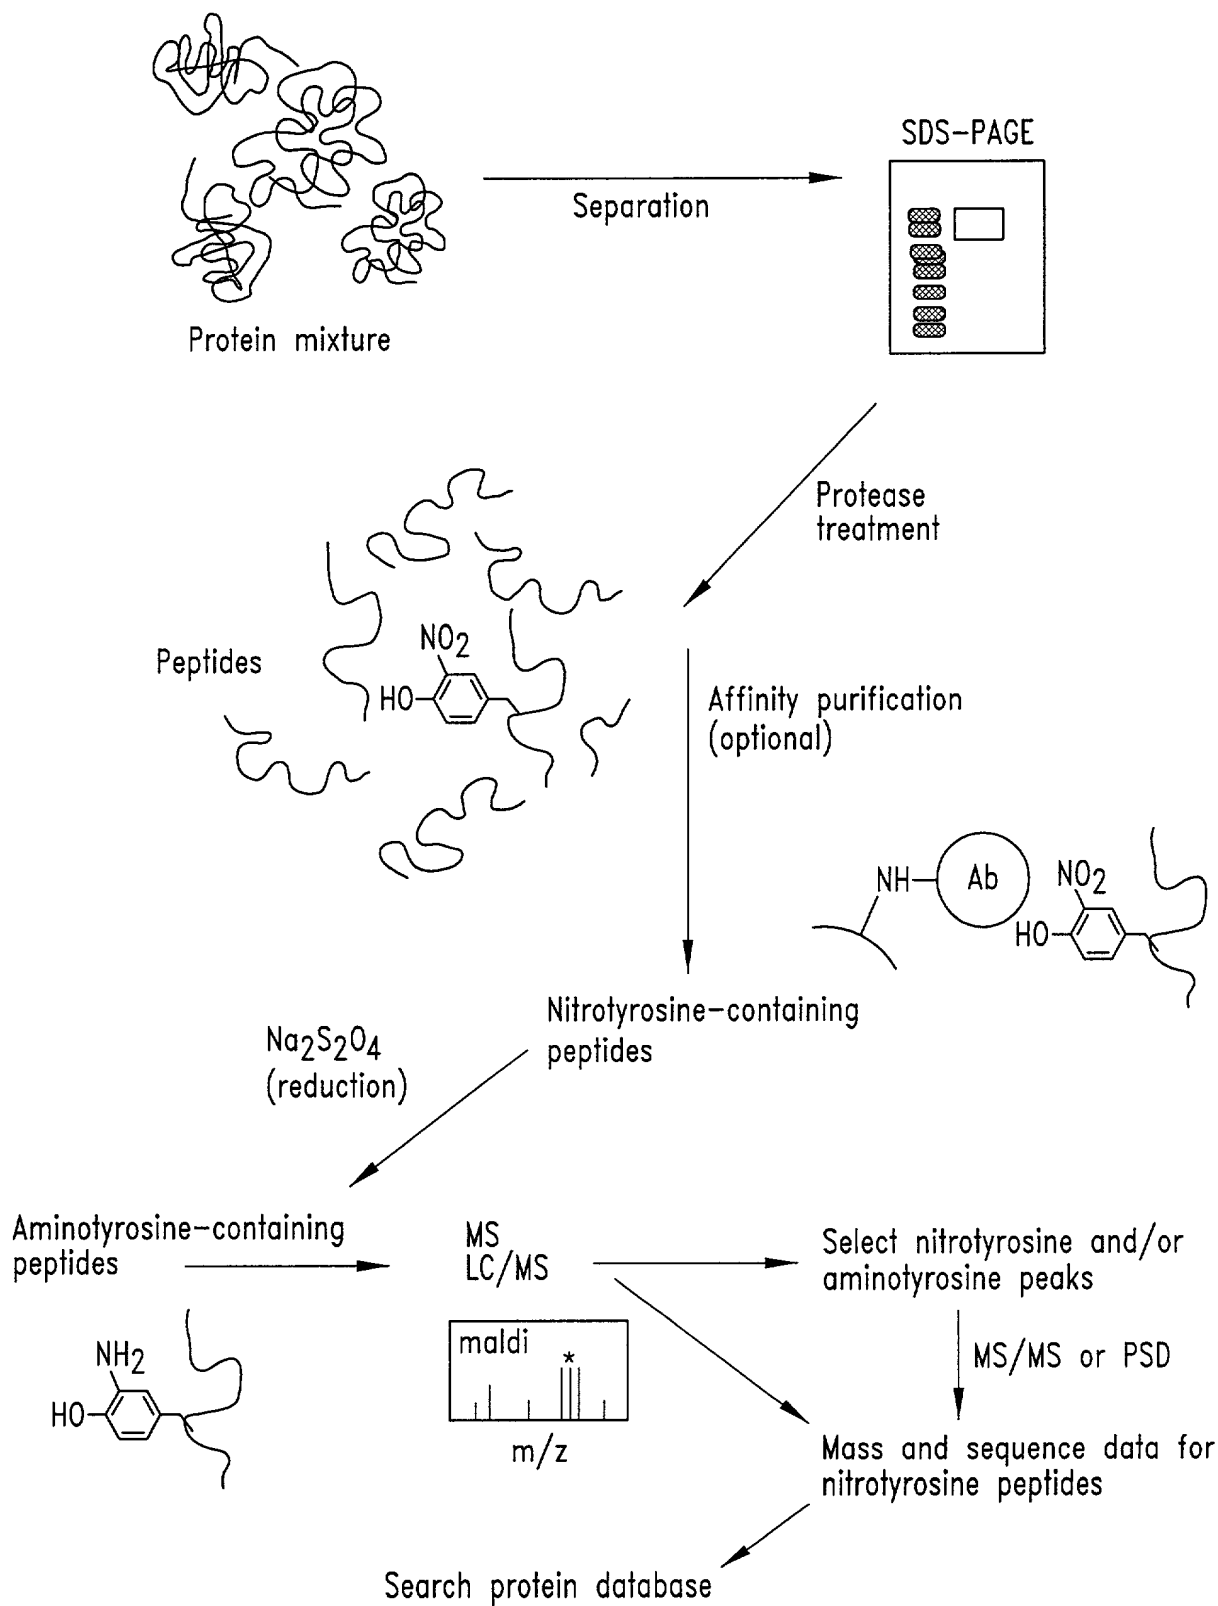 SDS-PAGE
Separation
Protein mixture
Protease
treatment
Peptides
NO2
HO
Affinity purification
(optional)
NH
Ab
NO2
HO
Nitrotyrosine-containing
peptides
Na2S2O4
(reduction)
Aminotyrosine-containing
peptides
MS
LC/MS
Select nitrotyrosine and/or
aminotyrosine peaks
maldi
*
NH2
HO
MS/MS or PSD
m/z
Mass and sequence data for
nitrotyrosine peptides
Search protein database